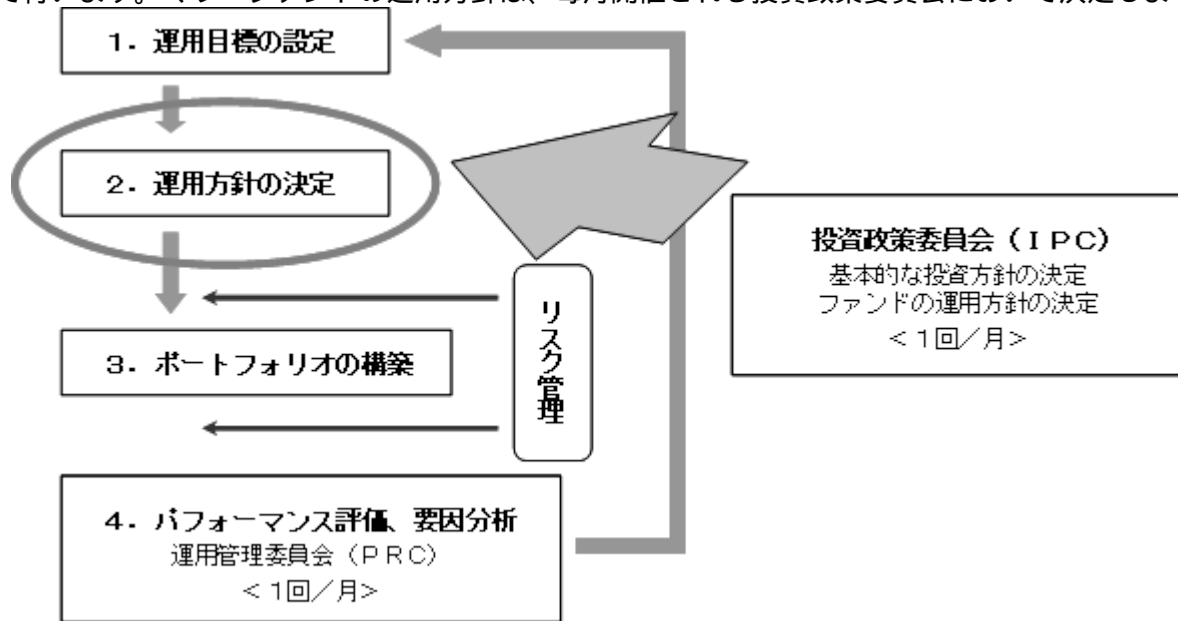 １．運用目標の設定
２．運用方針の決定
投資政策委員会（ＩＰＣ）
基本的な投資方針の決定
ファンドの運用方針の決定
＜１回／月＞
リスク管理
３．ポートフォリオの構築
４．パフォーマンス評価、要因分析
運用管理委員会（ＰＲＣ）
＜１回／月＞